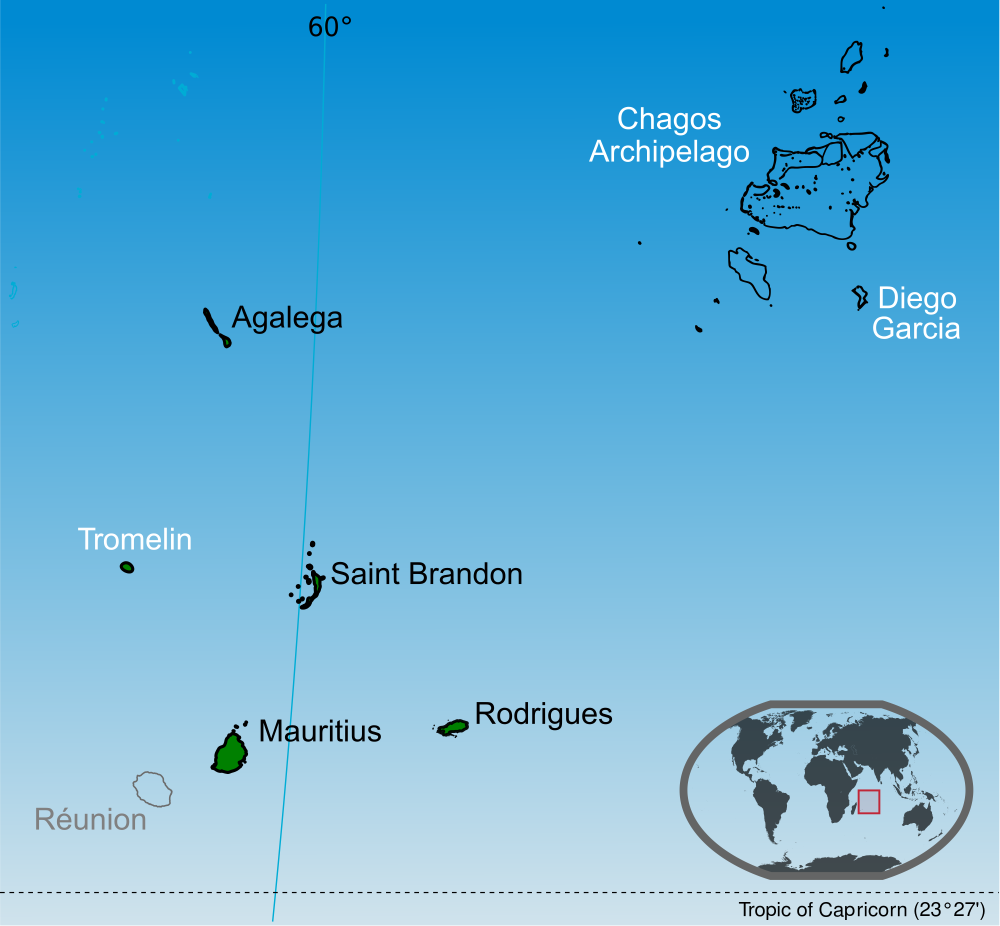 60°
Chagos
Archipelago
Diego
Garcia
Agalega
Tromelin
Saint Brandon
Rodrigues
Mauritius
Réunion
Tropic of Capricorn (23°27')